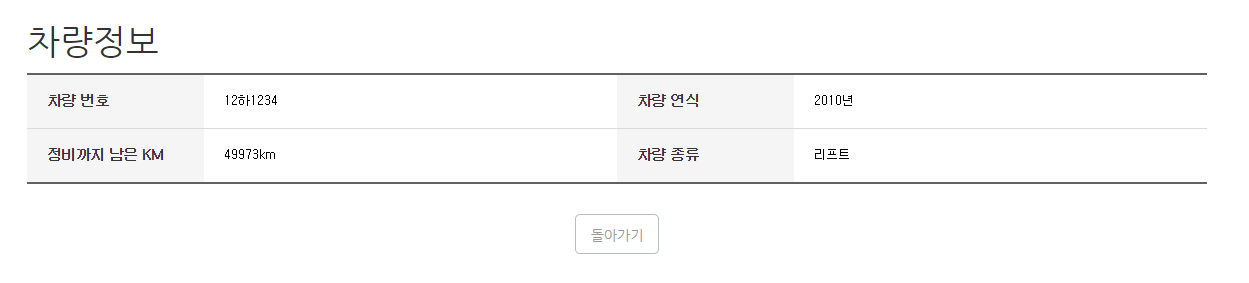 차량정보
차량 번호 12하1234 차량 연식 2010년
정비까지 남은 KM 49973km 차량 종류 리프트
돌아가기